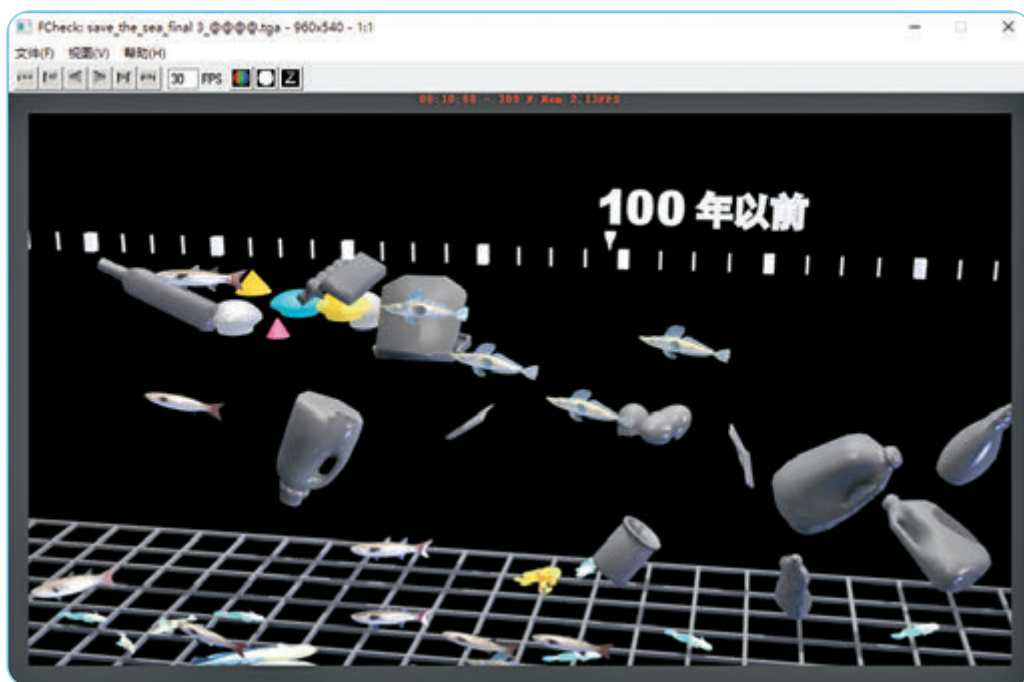 FCheck: save_the_sea_final 3_@@@@.tga - 960x540 - 1:1
文件(F) 视图(V) 帮助(H)
30 FPS Z
100 年以前